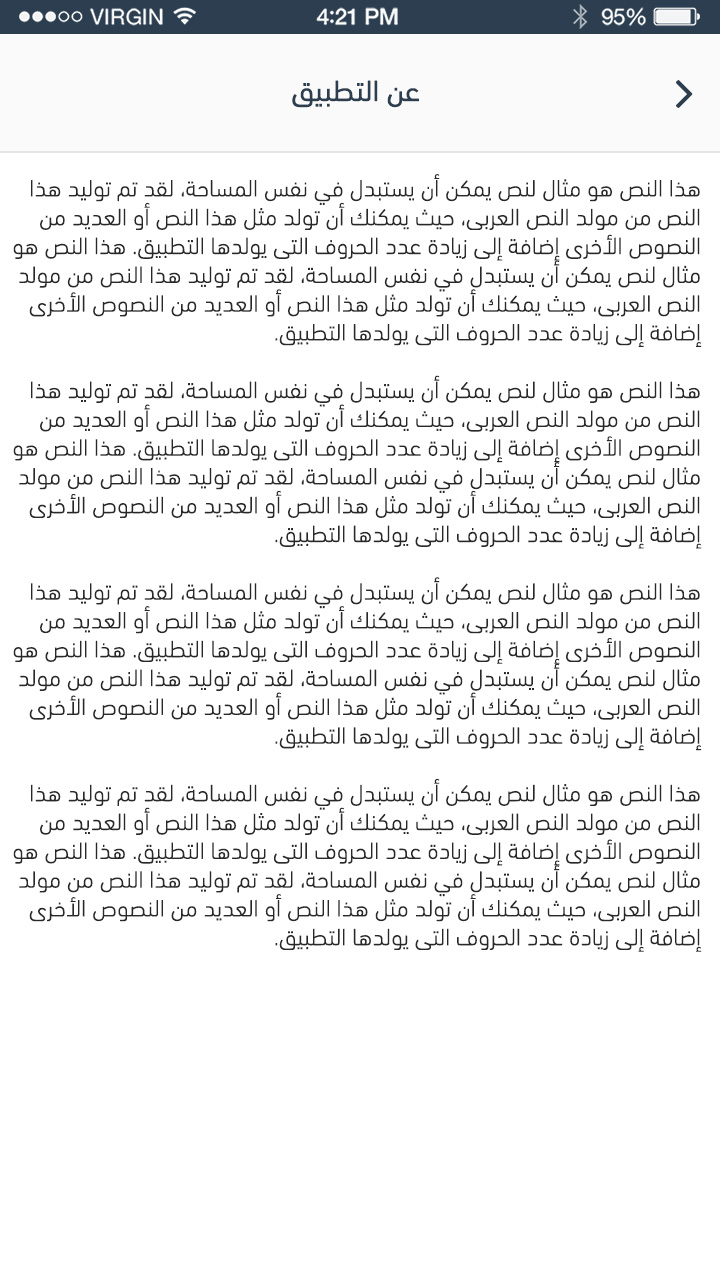 VIRGIN 4:21 PM 95%
عن التطبيق
هذا النص هو مثال لنص يمكن أن يستبدل في نفس المساحة، لقد تم توليد هذا
النص من مولد النص العربى، حيث يمكنك أن تولد مثل هذا النص أو العديد من
النصوص الأخرى إضافة إلى زيادة عدد الحروف التى يولدها التطبيق. هذا النص هو
مثال لنص يمكن أن يستبدل في نفس المساحة، لقد تم توليد هذا النص من مولد
النص العربى، حيث يمكنك أن تولد مثل هذا النص أو العديد من النصوص الأخرى
إضافة إلى زيادة عدد الحروف التى يولدها التطبيق.
هذا النص هو مثال لنص يمكن أن يستبدل في نفس المساحة، لقد تم توليد هذا
النص من مولد النص العربى، حيث يمكنك أن تولد مثل هذا النص أو العديد من
النصوص الأخرى إضافة إلى زيادة عدد الحروف التى يولدها التطبيق. هذا النص هو
مثال لنص يمكن أن يستبدل في نفس المساحة، لقد تم توليد هذا النص من مولد
النص العربى، حيث يمكنك أن تولد مثل هذا النص أو العديد من النصوص الأخرى
إضافة إلى زيادة عدد الحروف التى يولدها التطبيق.
هذا النص هو مثال لنص يمكن أن يستبدل في نفس المساحة، لقد تم توليد هذا
النص من مولد النص العربى، حيث يمكنك أن تولد مثل هذا النص أو العديد من
النصوص الأخرى إضافة إلى زيادة عدد الحروف التى يولدها التطبيق. هذا النص هو
مثال لنص يمكن أن يستبدل في نفس المساحة، لقد تم توليد هذا النص من مولد
النص العربى، حيث يمكنك أن تولد مثل هذا النص أو العديد من النصوص الأخرى
إضافة إلى زيادة عدد الحروف التى يولدها التطبيق.
هذا النص هو مثال لنص يمكن أن يستبدل في نفس المساحة، لقد تم توليد هذا
النص من مولد النص العربى، حيث يمكنك أن تولد مثل هذا النص أو العديد من
النصوص الأخرى إضافة إلى زيادة عدد الحروف التى يولدها التطبيق. هذا النص هو
مثال لنص يمكن أن يستبدل في نفس المساحة، لقد تم توليد هذا النص من مولد
النص العربى، حيث يمكنك أن تولد مثل هذا النص أو العديد من النصوص الأخرى
إضافة إلى زيادة عدد الحروف التى يولدها التطبيق.